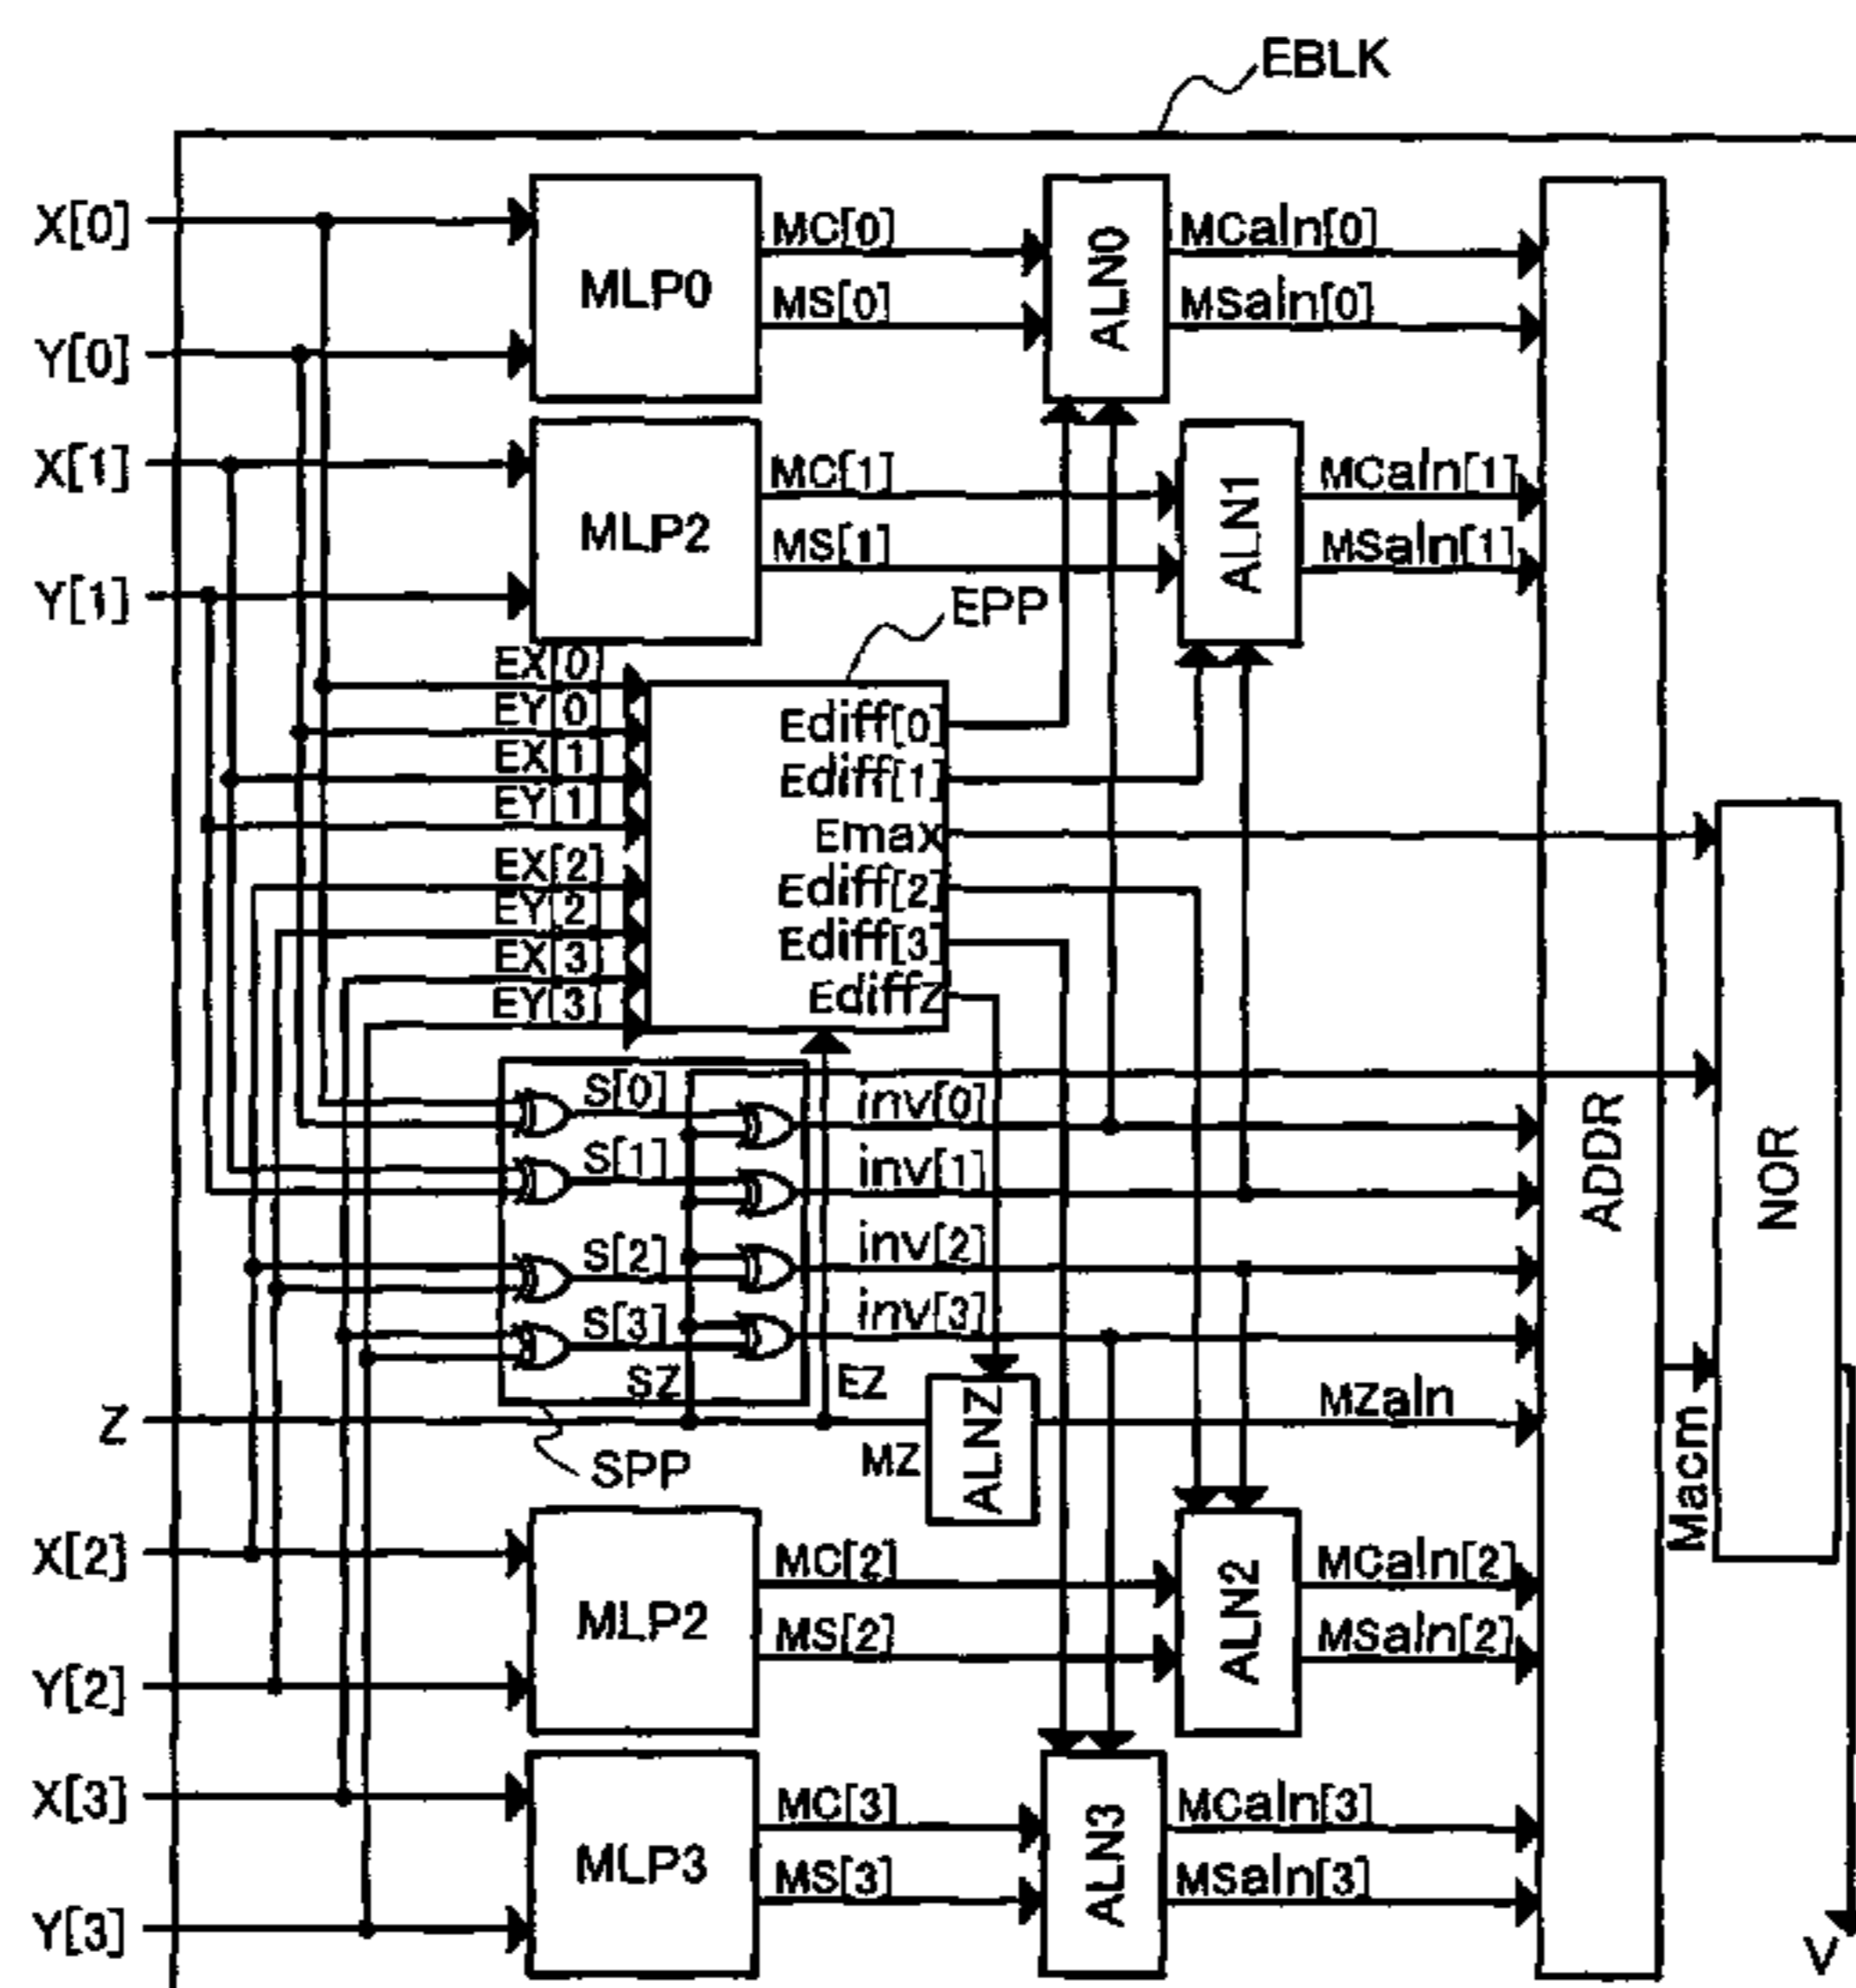 EBLK
X[0]
MC[0]
MCaln[0]
MLP0
ALN0
MS[0]
MSaln[0]
Y[0]
X[1]
MC[1]
MCaln[1]
MLP2
ALN1
MS[1]
MSaln[1]
Y[1]
EPP
EX[0]
EY[0]
EX[1]
EY[1]
EX[2]
EY[2]
EX[3]
EY[3]
Ediff[0]
Ediff[1]
Emax
Ediff[2]
Ediff[3]
EdiffZ
S[0]
inv[0]
S[1]
inv[1]
S[2]
inv[2]
S[3]
inv[3]
ADDR
NOR
SZ
EZ
Z
MZ
ALNZ
MZaln
SPP
Macm
X[2]
MC[2]
MCaln[2]
MLP2
ALN2
MS[2]
MSaln[2]
Y[2]
X[3]
MC[3]
MCaln[3]
MLP3
ALN3
MS[3]
MSaln[3]
Y[3]
V